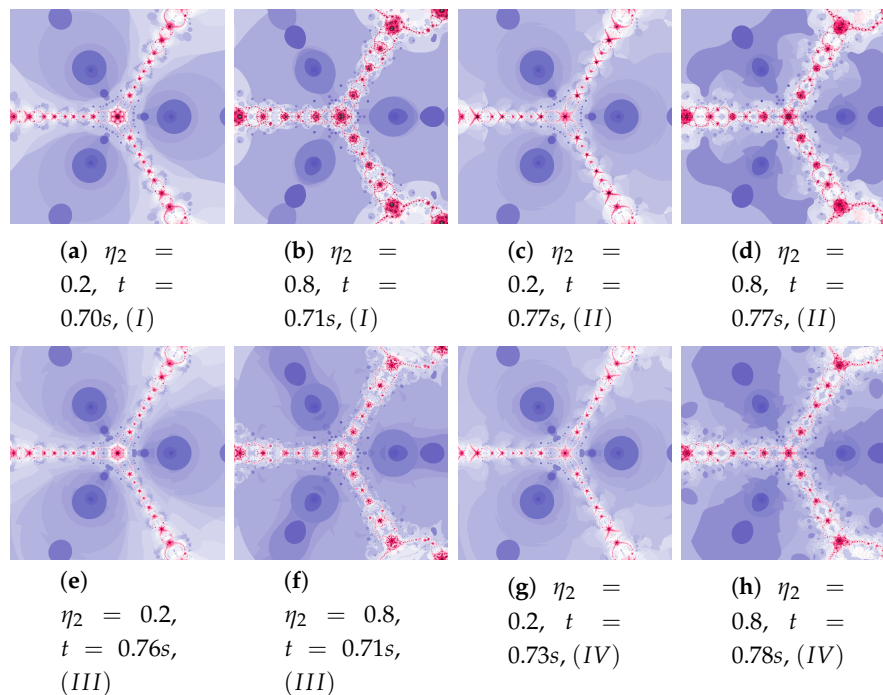 (a) η₂ =
0.2, t =
0.70s, (I)
(b) η₂ =
0.8, t =
0.71s, (I)
(c) η₂ =
0.2, t =
0.77s, (II)
(d) η₂ =
0.8, t =
0.77s, (II)
(e)
η₂ = 0.2,
t = 0.76s,
(III)
(f)
η₂ = 0.8,
t = 0.71s,
(III)
(g) η₂ =
0.2, t =
0.73s, (IV)
(h) η₂ =
0.8, t =
0.78s, (IV)